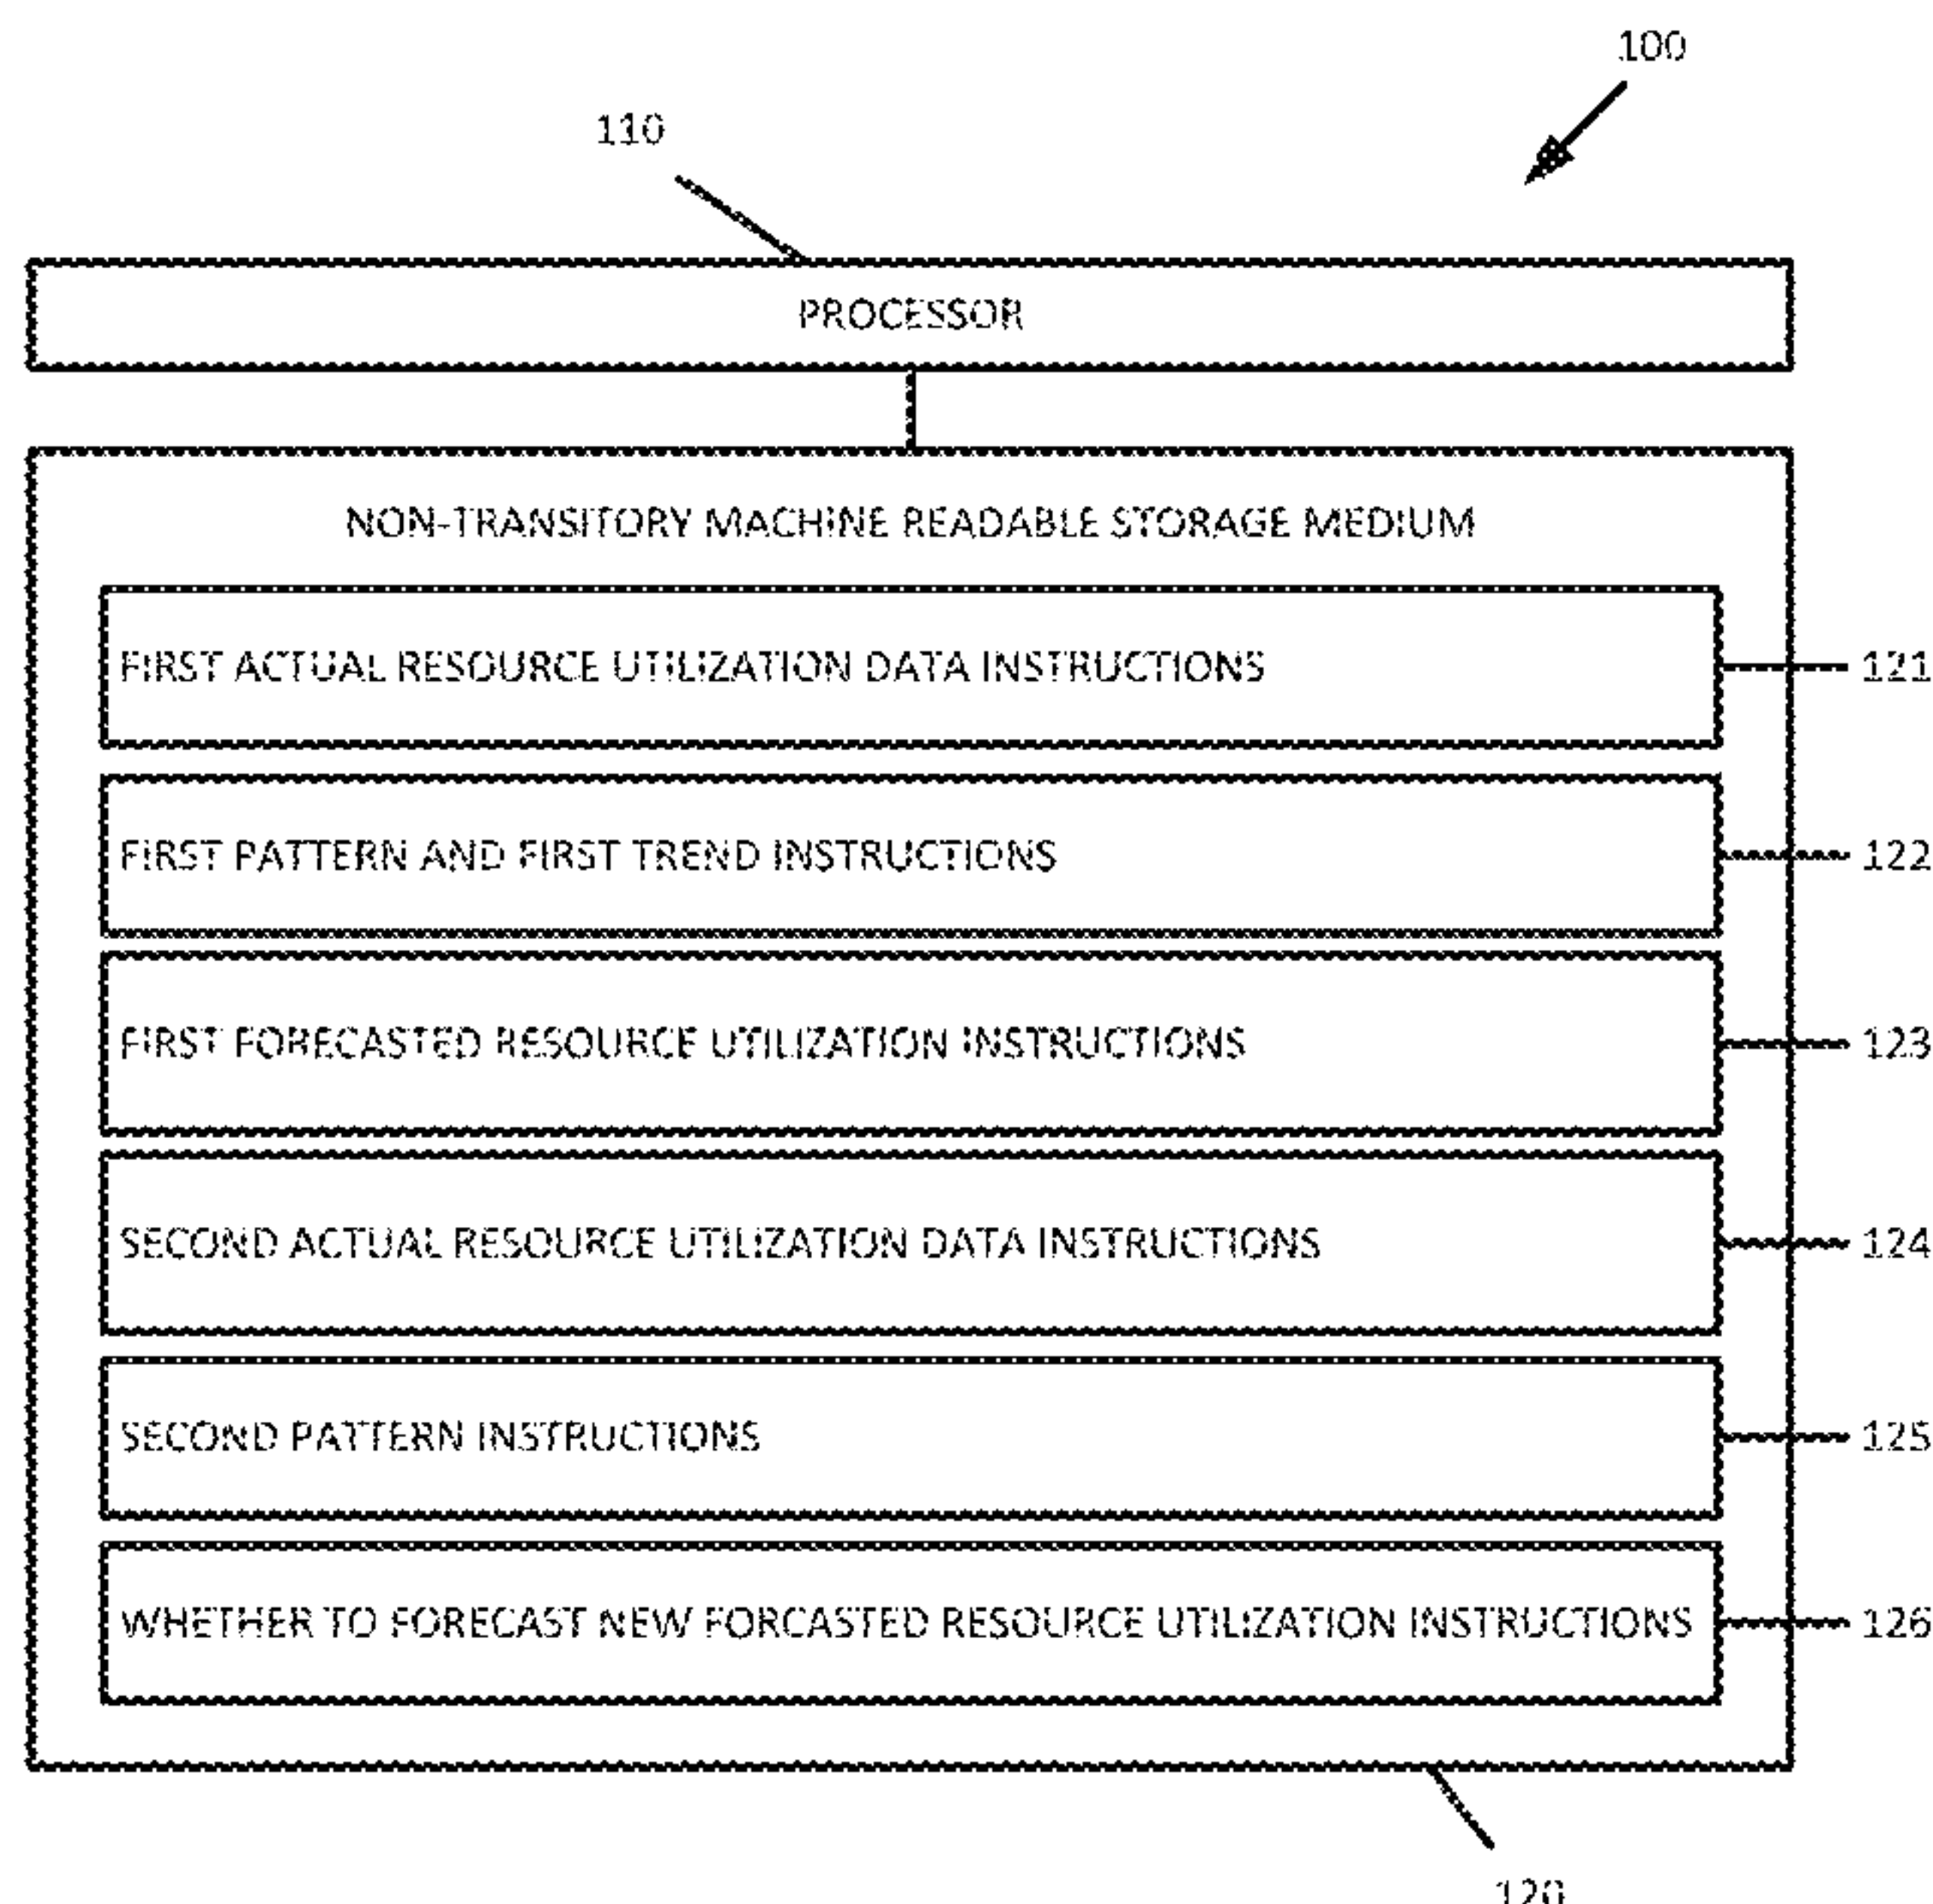 100
110
PROCESSOR
NON-TRANSITORY MACHINE READABLE STORAGE MEDIUM
FIRST ACTUAL RESOURCE UTILIZATION DATA INSTRUCTIONS
121
FIRST PATTERN AND FIRST TREND INSTRUCTIONS
122
FIRST FORECASTED RESOURCE UTILIZATION INSTRUCTIONS
123
SECOND ACTUAL RESOURCE UTILIZATION DATA INSTRUCTIONS
124
SECOND PATTERN INSTRUCTIONS
125
WHETHER TO FORECAST NEW FORCASTED RESOURCE UTILIZATION INSTRUCTIONS
126
120